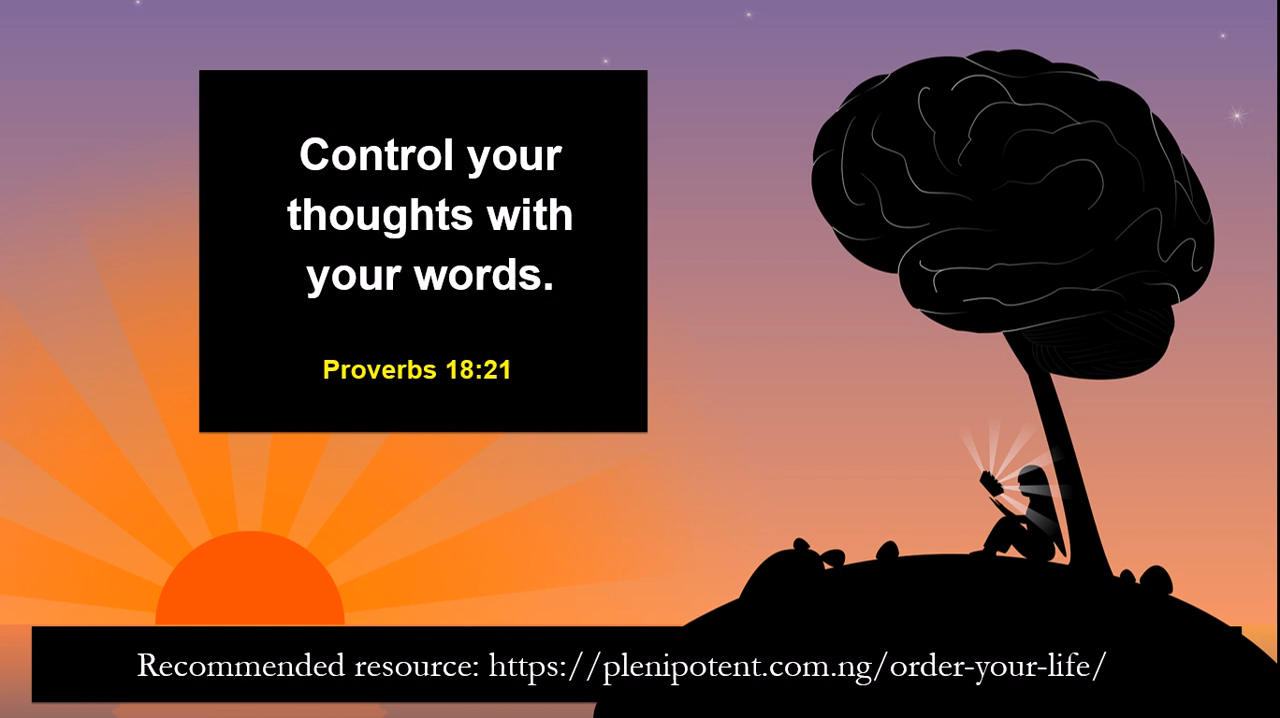 Control your
thoughts with
your words.
Proverbs 18:21
Recommended resource: https://plenipotent.com.ng/order-your-life/